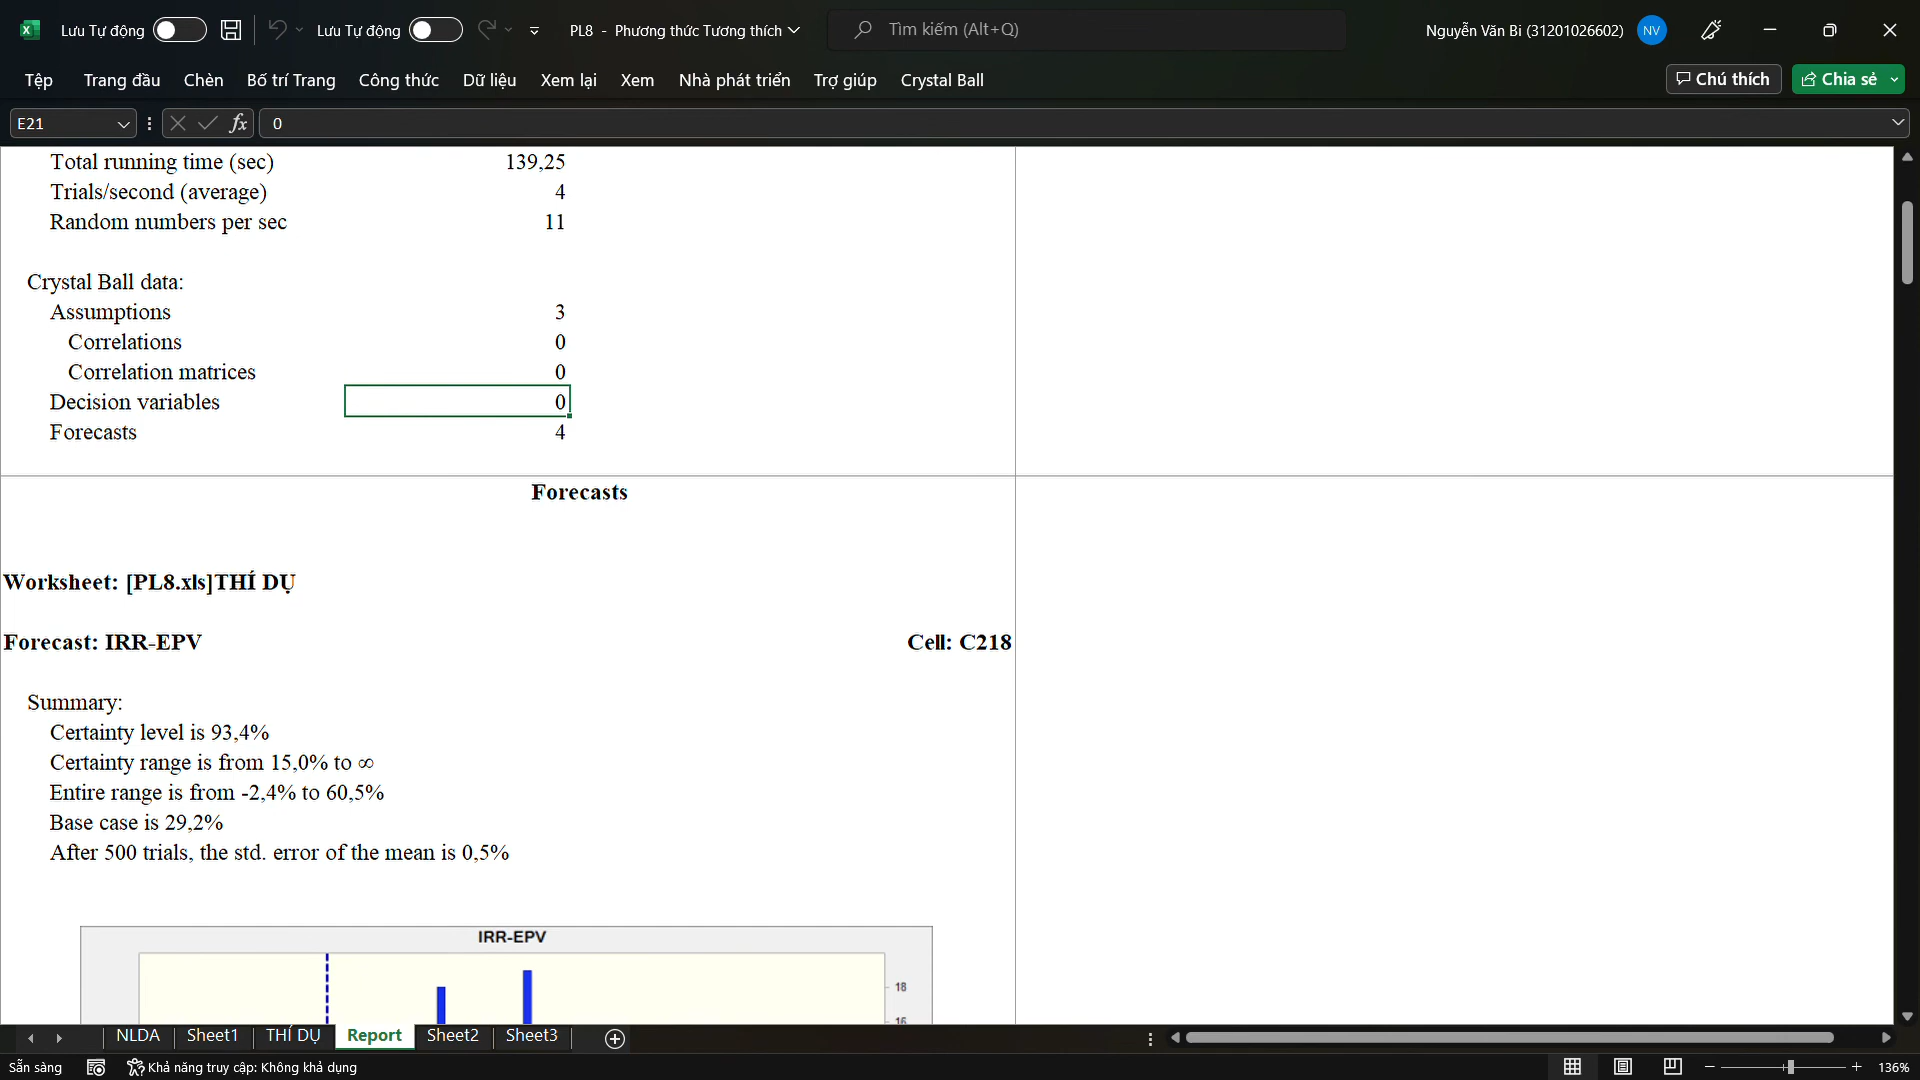 Lưu Tự động
Lưu Tự động
PL8 - Phương thức Tương thích
Tìm kiếm (Alt+Q)
Nguyễn Văn Bi (31201026602)
NV
Tệp
Trang đầu
Chèn
Bố trí Trang
Công thức
Dữ liệu
Xem lại
Xem
Nhà phát triển
Trợ giúp
Crystal Ball
Chú thích
Chia sẻ
E21
fx
0
Total running time (sec) 139,25
Trials/second (average) 4
Random numbers per sec 11
Crystal Ball data:
Assumptions 3
Correlations 0
Correlation matrices 0
Decision variables 0
Forecasts 4
Forecasts
Worksheet: [PL8.xls]THÍ DỤ
Forecast: IRR-EPV Cell: C218
Summary:
Certainty level is 93,4%
Certainty range is from 15,0% to ∞
Entire range is from -2,4% to 60,5%
Base case is 29,2%
After 500 trials, the std. error of the mean is 0,5%
IRR-EPV
18
16
NLDA
Sheet1
THÍ DỤ
Report
Sheet2
Sheet3
Sẵn sàng
Khả năng truy cập: Không khả dụng
136%